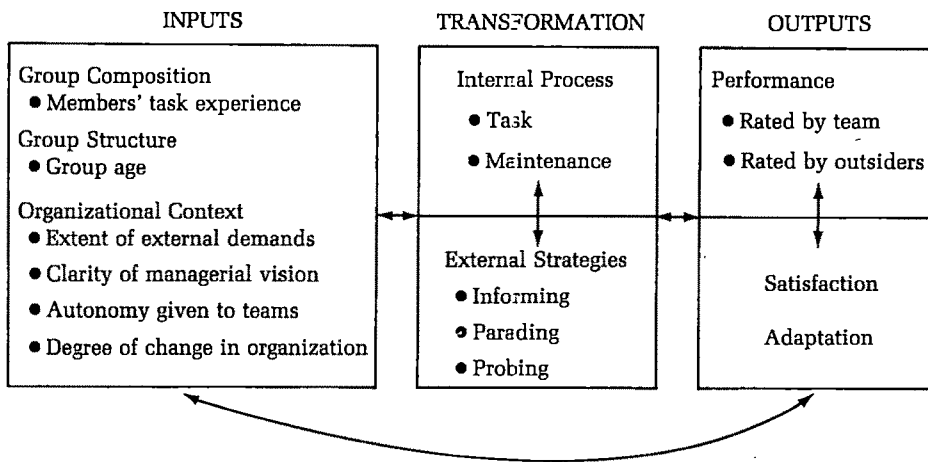 INPUTS
Group Composition
● Members' task experience
Group Structure
● Group age
Organizational Context
● Extent of external demands
● Clarity of managerial vision
● Autonomy given to teams
● Degree of change in organization
TRANSFORMATION
Internal Process
● Task
● Maintenance
External Strategies
● Informing
● Parading
● Probing
OUTPUTS
Performance
● Rated by team
● Rated by outsiders
Satisfaction
Adaptation